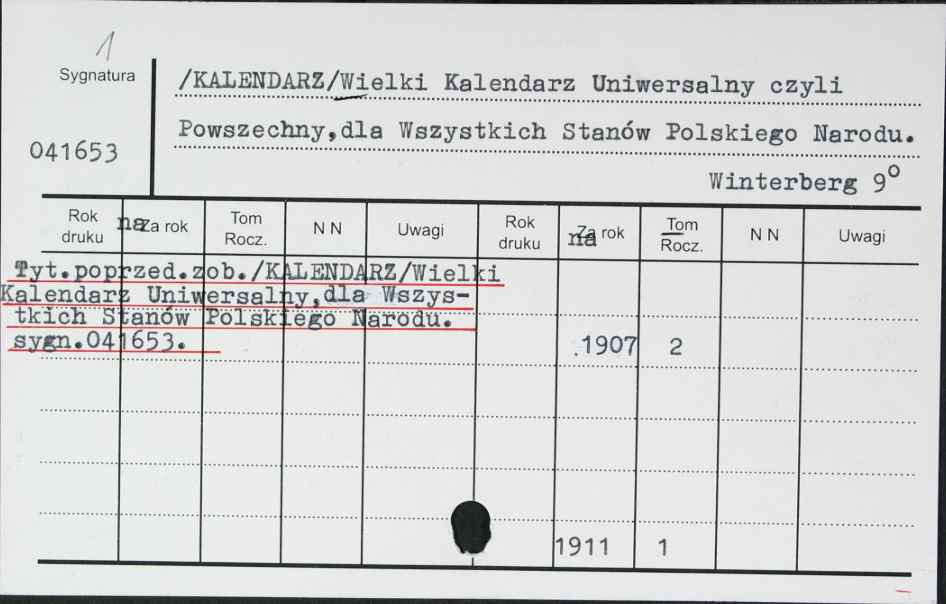 1
Sygnatura
/KALENDARZ/Wielki Kalendarz Uniwersalny czyli
Powszechny,dla Wszystkich Stanów Polskiego Narodu.
041653
Winterberg 9°
Rok druku na Za rok Tom Rocz. N N Uwagi Rok druku na Za rok Tom Rocz. N N Uwagi
Tyt.poprzed.zob./KALENDARZ/Wielki
Kalendarz Uniwersalny,dla Wszys-
tkich Stanów Polskiego Narodu.
sygn.041653.
.1907 2
1911 1